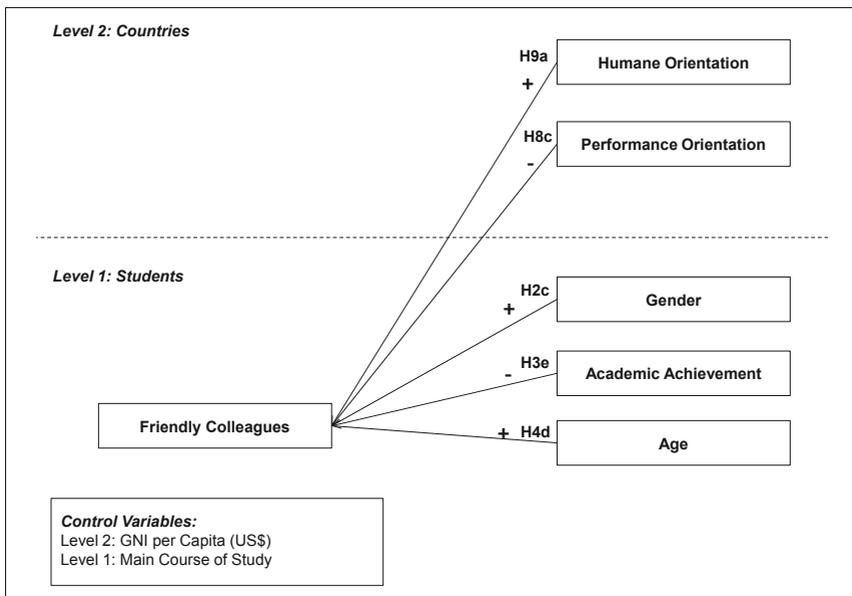 Level 2: Countries
H9a
+
Humane Orientation
H8c
-
Performance Orientation
Level 1: Students
H2c
+
Gender
H3e
-
Academic Achievement
Friendly Colleagues
+ H4d
Age
Control Variables:
Level 2: GNI per Capita (US$)
Level 1: Main Course of Study